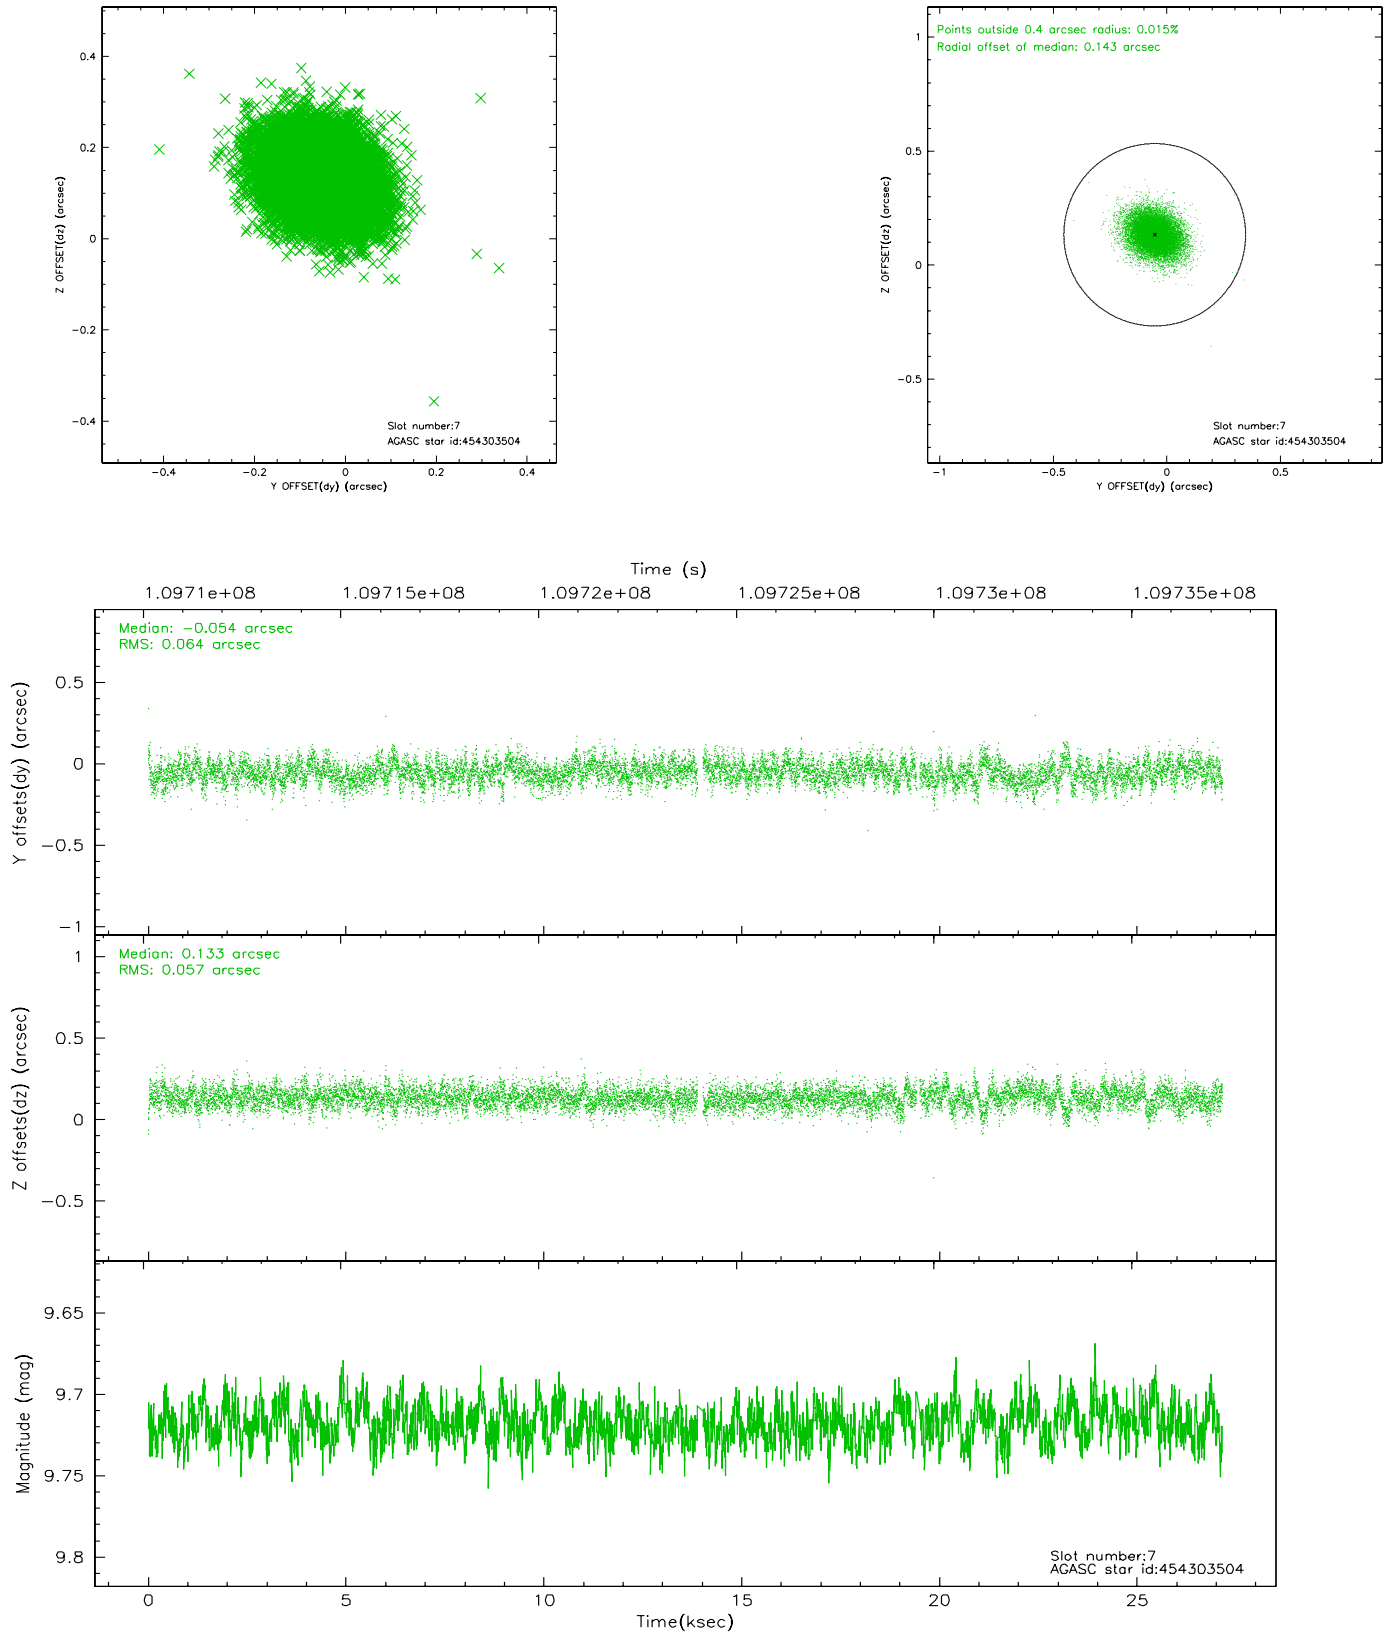 0.4
0.2
0
−0.2
−0.4
Z OFFSET(dz) (arcsec)
Slot number:7
AGASC star id:454303504
−0.4 −0.2 0 0.2 0.4
Y OFFSET(dy) (arcsec)
Points outside 0.4 arcsec radius: 0.015%
Radial offset of median: 0.143 arcsec
1
0.5
0
−0.5
Z OFFSET(dz) (arcsec)
Slot number:7
AGASC star id:454303504
−1 −0.5 0 0.5
Y OFFSET(dy) (arcsec)
Time (s)
1.0971e+08 1.09715e+08 1.0972e+08 1.09725e+08 1.0973e+08 1.09735e+08
Median: −0.054 arcsec
RMS: 0.064 arcsec
0.5
0
−0.5
−1
Y offsets(dy) (arcsec)
Median: 0.133 arcsec
RMS: 0.057 arcsec
1
0.5
0
−0.5
Z offsets(dz) (arcsec)
9.65
9.7
9.75
9.8
Magnitude (mag)
Slot number:7
AGASC star id:454303504
0 5 10 15 20 25
Time(ksec)